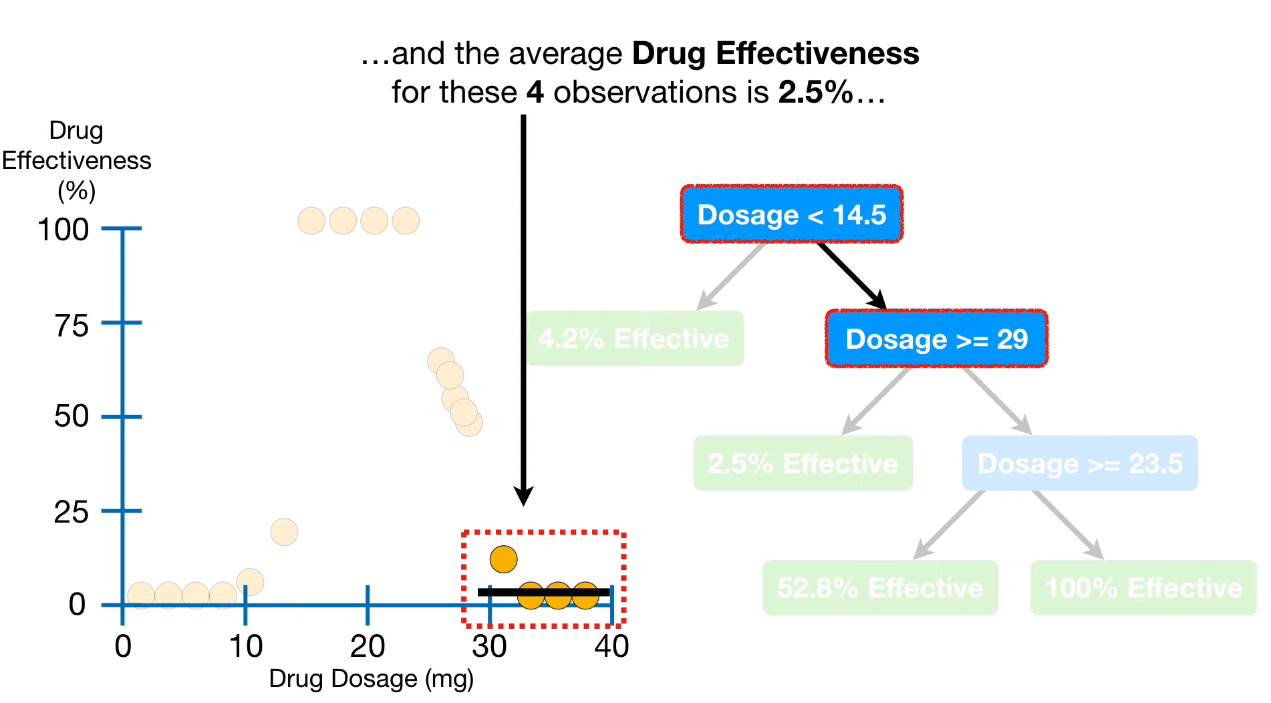 …and the average Drug Effectiveness
for these 4 observations is 2.5%…
Drug
Effectiveness
(%)
100
75
50
25
0
0 10 20 30 40
Drug Dosage (mg)
Dosage < 14.5
4.2% Effective
Dosage >= 29
2.5% Effective
Dosage >= 23.5
52.8% Effective
100% Effective